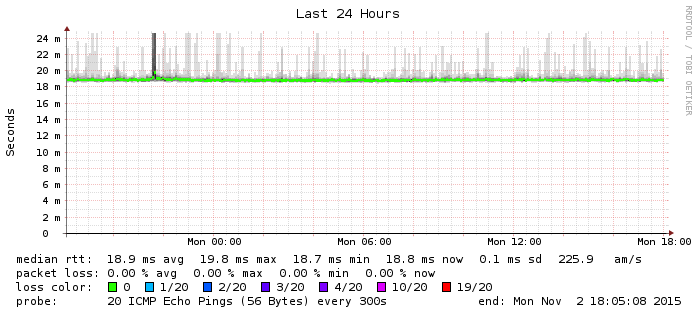 Last 24 Hours
RRDTOOL / TOBI OETIKER
Seconds
24 m
22 m
20 m
18 m
16 m
14 m
12 m
10 m
8 m
6 m
4 m
2 m
0
Mon 00:00 Mon 06:00 Mon 12:00 Mon 18:00
median rtt: 18.9 ms avg 19.8 ms max 18.7 ms min 18.8 ms now 0.1 ms sd 225.9 am/s
packet loss: 0.00 % avg 0.00 % max 0.00 % min 0.00 % now
loss color: 0 1/20 2/20 3/20 4/20 10/20 19/20
probe: 20 ICMP Echo Pings (56 Bytes) every 300s end: Mon Nov 2 18:05:08 2015